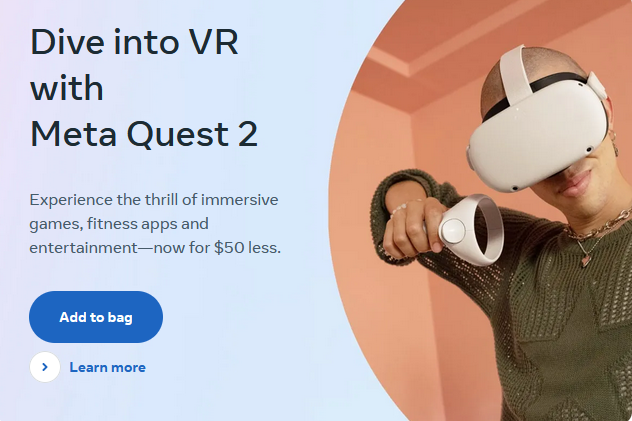 Dive into VR
with
Meta Quest 2
Experience the thrill of immersive
games, fitness apps and
entertainment—now for $50 less.
Add to bag
Learn more